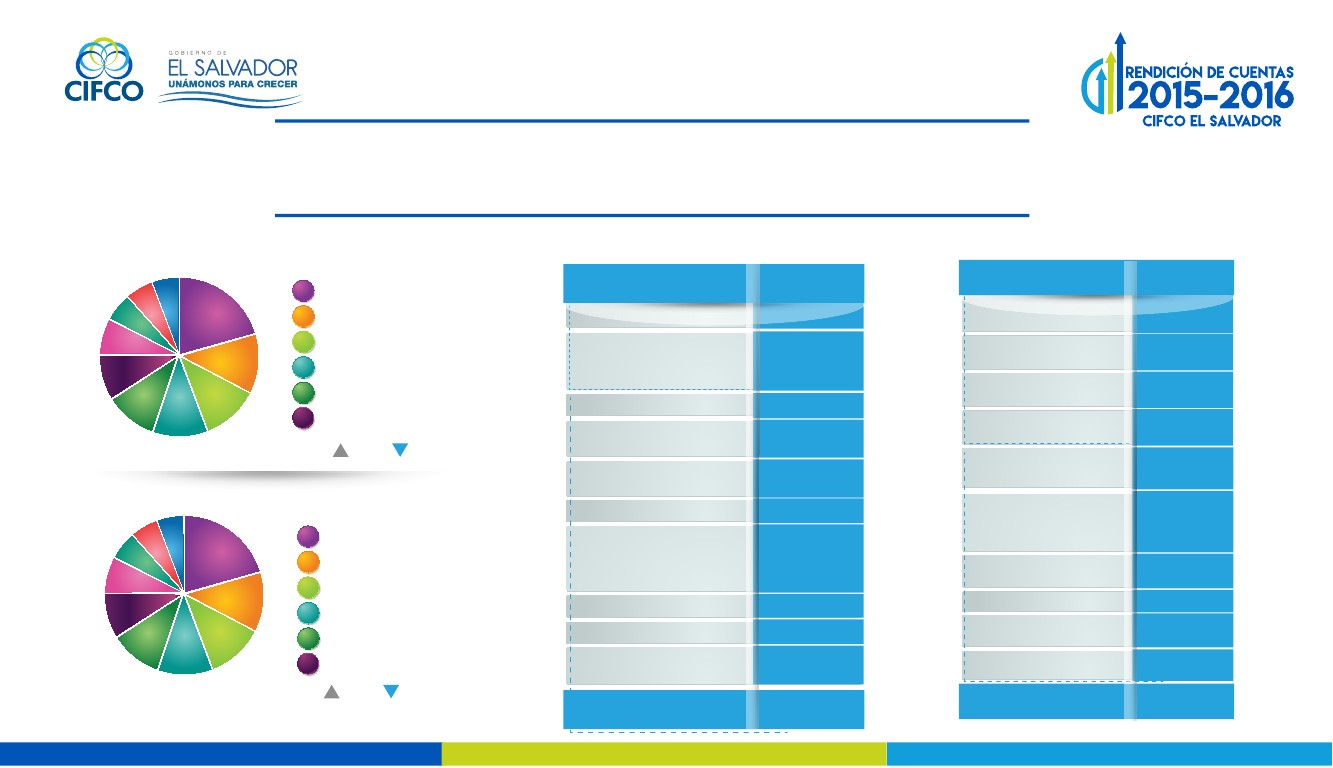 CIFCO
GOBIERNO DE
EL SALVADOR
UNÁMONOS PARA CRECER
RENDICIÓN DE CUENTAS
2015-2016
CIFCO EL SALVADOR